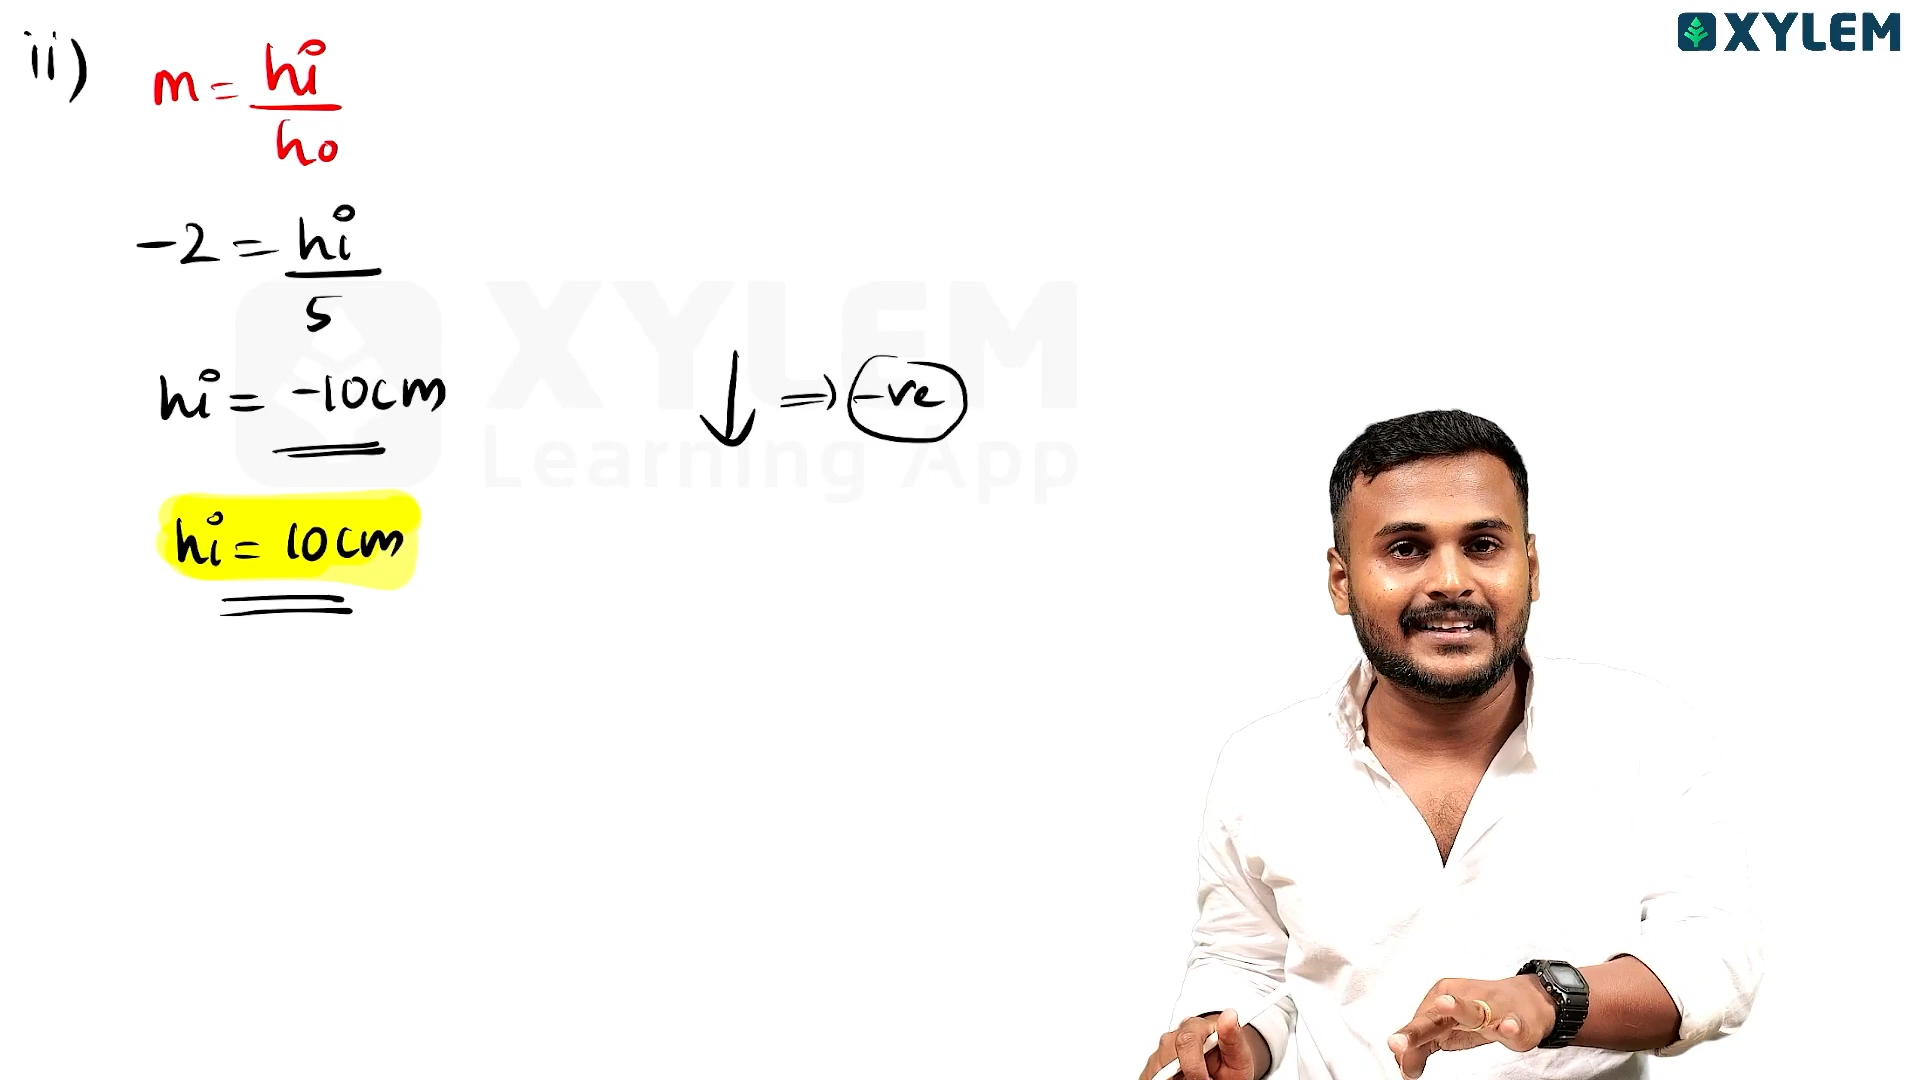 XYLEM
ii) m = hi/ho
-2 = hi/5
hi = -10cm
↓ ⇒ -ve
hi = 10cm
XYLEM
Learning App